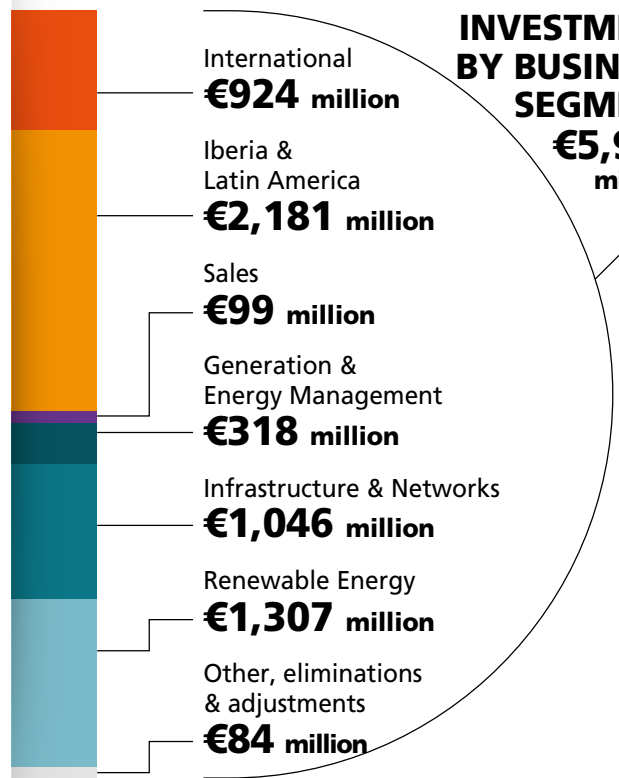 INVESTM
BY BUSIN
SEGM
€5,9
m
International
€924 million
Iberia &
Latin America
€2,181 million
Sales
€99 million
Generation &
Energy Management
€318 million
Infrastructure & Networks
€1,046 million
Renewable Energy
€1,307 million
Other, eliminations
& adjustments
€84 million